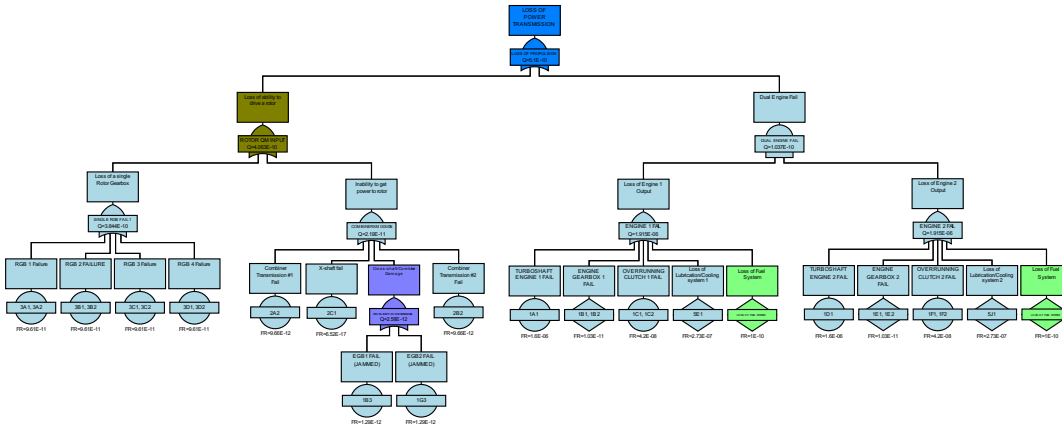 LOSS OF
POWER
TRANSMISSION
LOSS OF PROPULSION
Q=5.1E-10
Loss of ability to
drive a rotor
Dual Engine Fail
Q=4.063E-10
DUAL ENGINE FAIL
Q=1.037E-10
Loss of a single
Rotor Gearbox
Inability to get
power to rotor
Loss of Engine 1
Output
Loss of Engine 2
Output
SINGLE RGB FAIL1
Q=3.844E-10
Q=2.19E-11
ENGINE 1 FAIL
Q=1.915E-06
ENGINE 2 FAIL
Q=1.915E-06
RGB 1 Failure
RGB 2 FAILURE
RGB 3 Failure
RGB 4 Failure
Combiner
Transmission #1
Fail
X-shaft fail
Damage
Combiner
Transmission #2
Fail
TURBOSHAFT
ENGINE 1 FAIL
ENGINE
GEARBOX 1
FAIL
OVERRUNNING
CLUTCH 1 FAIL
Loss of
Lubrication/Cooling
system 1
Loss of Fuel
System
TURBOSHAFT
ENGINE 2 FAIL
ENGINE
GEARBOX 2
FAIL
OVERRUNNING
CLUTCH 2 FAIL
Loss of
Lubrication/Cooling
system 2
Loss of Fuel
System
3A1, 3A2
3B1, 3B2
3C1, 3C2
3D1, 3D2
2A2
2C1
Q=2.58E-12
2B2
1A1
1B1, 1B2
1C1, 1C2
5E1
1D1
1E1, 1E2
1F1, 1F2
5J1
FR=9.61E-11
FR=9.61E-11
FR=9.61E-11
FR=9.61E-11
FR=9.66E-12
FR=6.52E-17
FR=9.66E-12
FR=1.6E-06
FR=1.03E-11
FR=4.2E-08
FR=2.73E-07
FR=1E-10
FR=1.6E-06
FR=1.03E-11
FR=4.2E-08
FR=2.73E-07
FR=1E-10
EGB1 FAIL
(JAMMED)
EGB2 FAIL
(JAMMED)
1B3
1G3
FR=1.29E-12
FR=1.29E-12